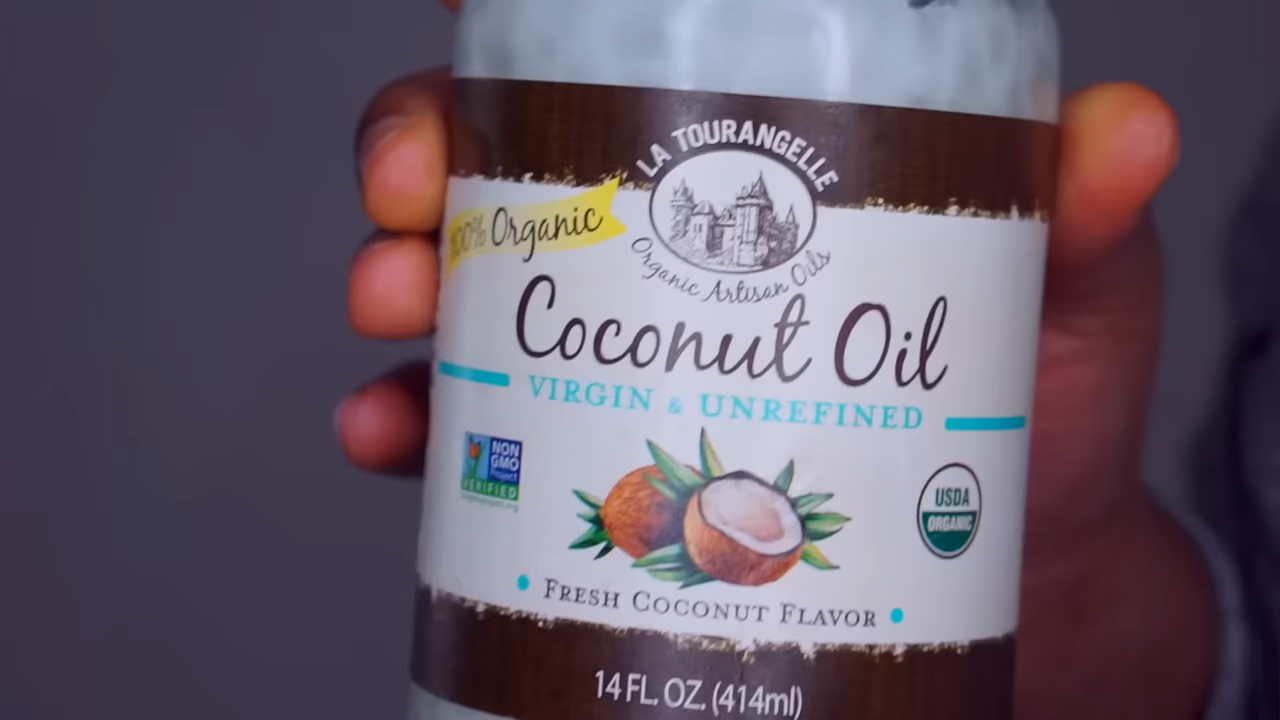 LA TOURANGELLE
Organic Artisan Oils
100% Organic
Coconut Oil
VIRGIN & UNREFINED
NON
GMO
Project
VERIFIED
USDA
ORGANIC
FRESH COCONUT FLAVOR
14 FL. OZ. (414ml)